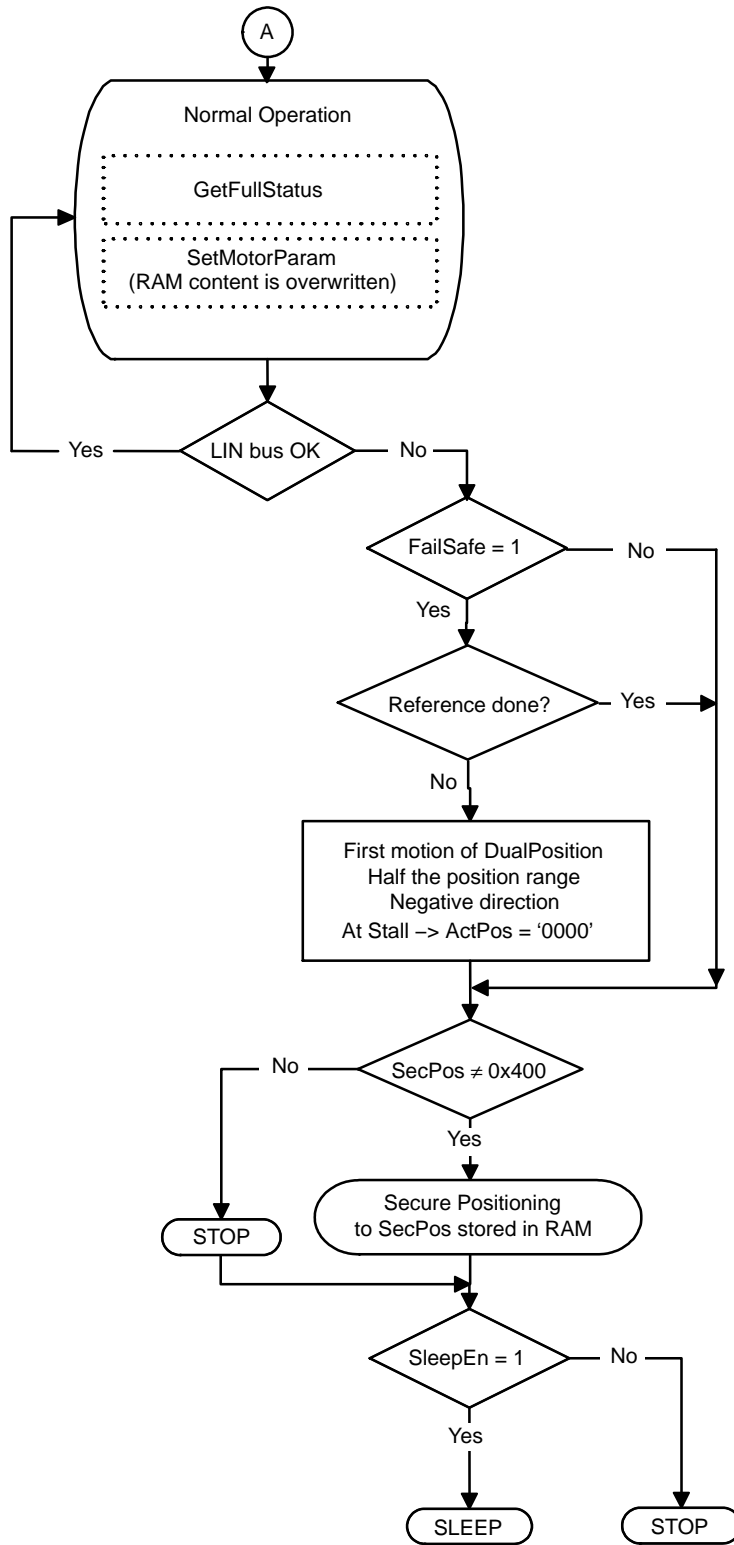 A
Normal Operation
GetFullStatus
SetMotorParam
(RAM content is overwritten)
Yes
LIN bus OK
No
FailSafe = 1
No
Yes
Reference done?
Yes
No
First motion of DualPosition
Half the position range
Negative direction
At Stall −> ActPos = ‘0000’
No
SecPos ≠ 0x400
Yes
Secure Positioning
to SecPos stored in RAM
STOP
SleepEn = 1
No
Yes
SLEEP
STOP